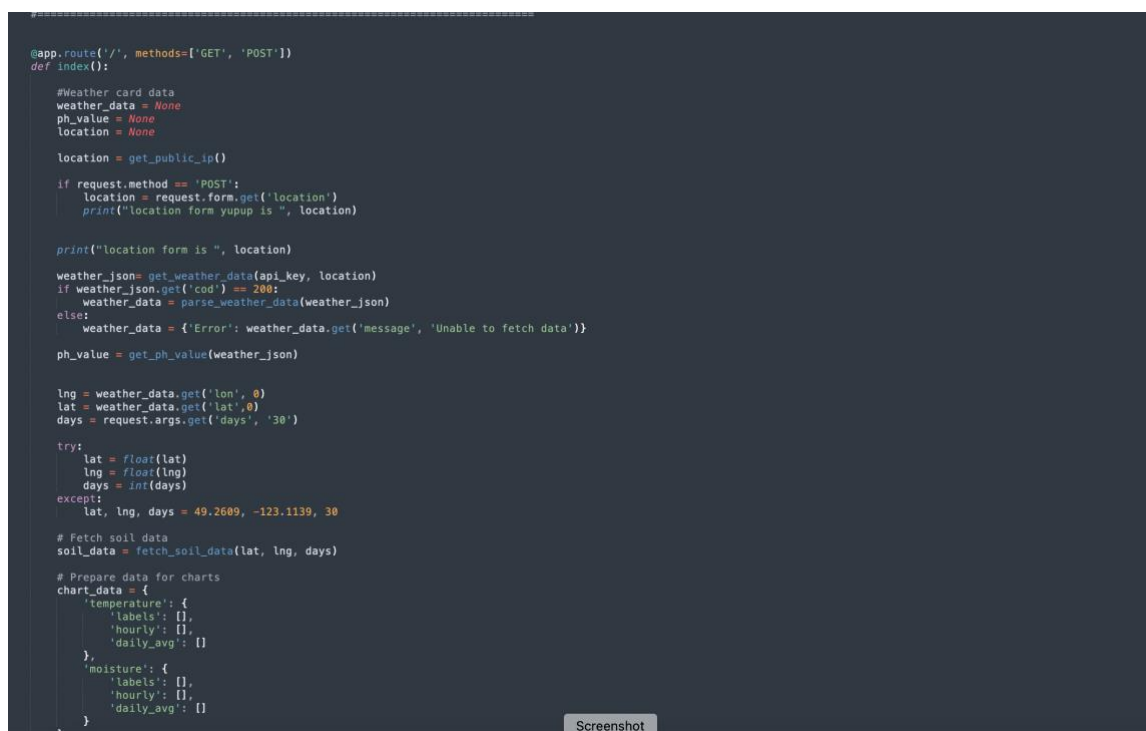 #==============================================================================
@app.route('/', methods=['GET', 'POST'])
def index():
    #Weather card data
    weather_data = None
    ph_value = None
    location = None
    location = get_public_ip()
    if request.method == 'POST':
        location = request.form.get('location')
        print("location form yupup is ", location)
    print("location form is ", location)
    weather_json= get_weather_data(api_key, location)
    if weather_json.get('cod') == 200:
        weather_data = parse_weather_data(weather_json)
    else:
        weather_data = {'Error': weather_data.get('message', 'Unable to fetch data')}
    ph_value = get_ph_value(weather_json)
    lng = weather_data.get('lon', 0)
    lat = weather_data.get('lat',0)
    days = request.args.get('days', '30')
    try:
        lat = float(lat)
        lng = float(lng)
        days = int(days)
    except:
        lat, lng, days = 49.2609, -123.1139, 30
    # Fetch soil data
    soil_data = fetch_soil_data(lat, lng, days)
    # Prepare data for charts
    chart_data = {
        'temperature': {
            'labels': [],
            'hourly': [],
            'daily_avg': []
        },
        'moisture': {
            'labels': [],
            'hourly': [],
            'daily_avg': []
        }
Screenshot